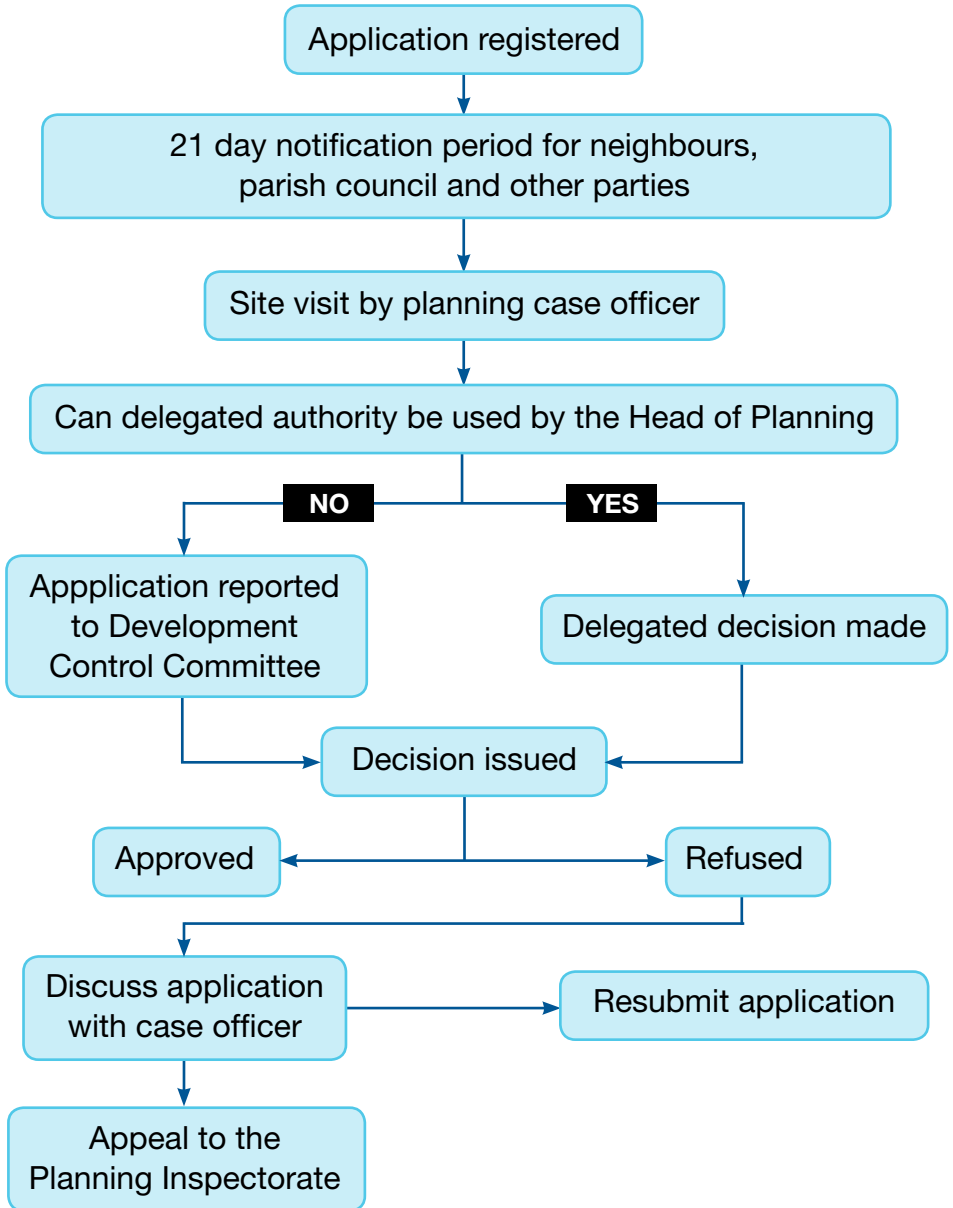 Application registered
21 day notification period for neighbours,
parish council and other parties
Site visit by planning case officer
Can delegated authority be used by the Head of Planning
NO
YES
Appplication reported
to Development
Control Committee
Delegated decision made
Decision issued
Approved
Refused
Discuss application
with case officer
Resubmit application
Appeal to the
Planning Inspectorate